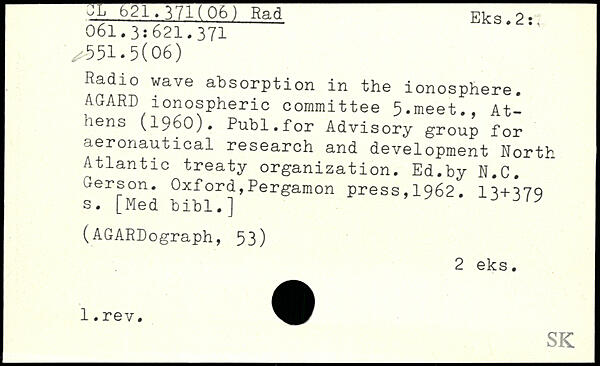 CL 621.371(06) Rad
Eks.2:
061.3:621.371
551.5(06)
Radio wave absorption in the ionosphere.
AGARD ionospheric committee 5.meet., At-
hens (1960). Publ.for Advisory group for
aeronautical research and development North
Atlantic treaty organization. Ed.by N.C.
Gerson. Oxford,Pergamon press,1962. 13+379
s. [Med bibl.]
(AGARDograph, 53)
2 eks.
1.rev.
SK